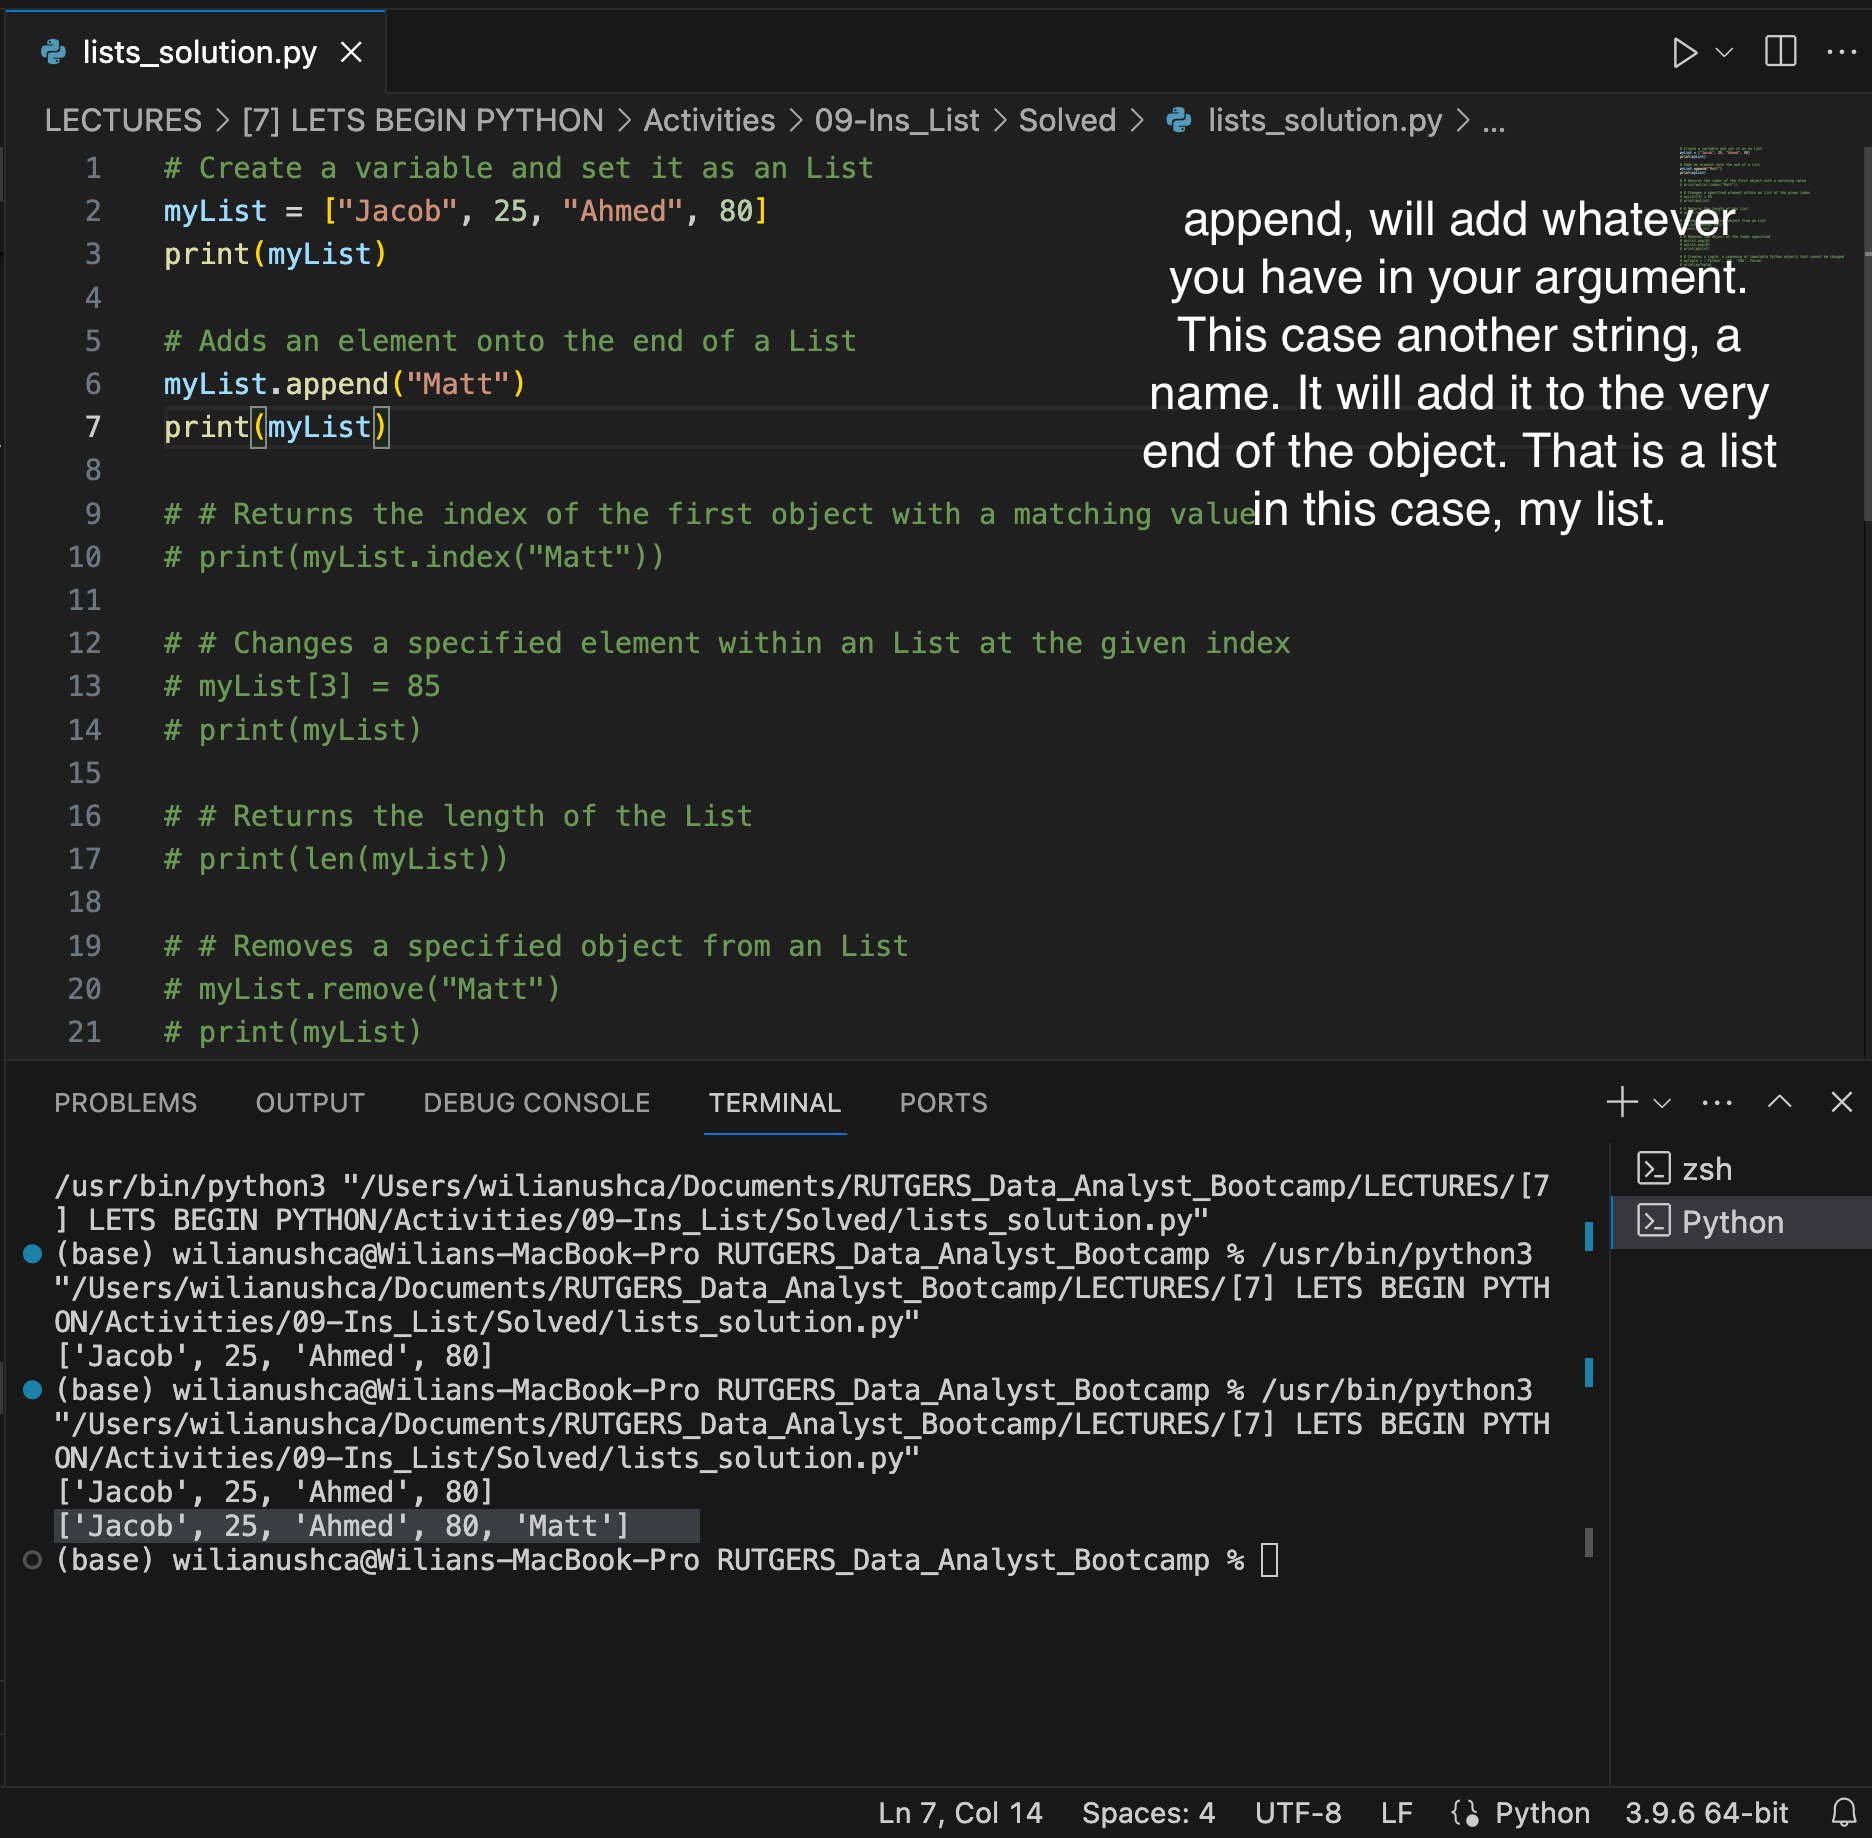 lists_solution.py
LECTURES > [7] LETS BEGIN PYTHON > Activities > 09-Ins_List > Solved > lists_solution.py > ...
1 # Create a variable and set it as an List
2 myList = ["Jacob", 25, "Ahmed", 80]
3 print(myList)
4
5 # Adds an element onto the end of a List
6 myList.append("Matt")
7 print(myList)
8
9 # # Returns the index of the first object with a matching value
10 # print(myList.index("Matt"))
11
12 # # Changes a specified element within an List at the given index
13 # myList[3] = 85
14 # print(myList)
15
16 # # Returns the length of the List
17 # print(len(myList))
18
19 # # Removes a specified object from an List
20 # myList.remove("Matt")
21 # print(myList)
append, will add whatever
you have in your argument.
This case another string, a
name. It will add it to the very
end of the object. That is a list
in this case, my list.
PROBLEMS OUTPUT DEBUG CONSOLE TERMINAL PORTS
/usr/bin/python3 "/Users/wilianushca/Documents/RUTGERS_Data_Analyst_Bootcamp/LECTURES/[7
] LETS BEGIN PYTHON/Activities/09-Ins_List/Solved/lists_solution.py"
(base) wilianushca@Wilians-MacBook-Pro RUTGERS_Data_Analyst_Bootcamp % /usr/bin/python3
"/Users/wilianushca/Documents/RUTGERS_Data_Analyst_Bootcamp/LECTURES/[7] LETS BEGIN PYTH
ON/Activities/09-Ins_List/Solved/lists_solution.py"
['Jacob', 25, 'Ahmed', 80]
(base) wilianushca@Wilians-MacBook-Pro RUTGERS_Data_Analyst_Bootcamp % /usr/bin/python3
"/Users/wilianushca/Documents/RUTGERS_Data_Analyst_Bootcamp/LECTURES/[7] LETS BEGIN PYTH
ON/Activities/09-Ins_List/Solved/lists_solution.py"
['Jacob', 25, 'Ahmed', 80]
['Jacob', 25, 'Ahmed', 80, 'Matt']
(base) wilianushca@Wilians-MacBook-Pro RUTGERS_Data_Analyst_Bootcamp %
zsh
Python
Ln 7, Col 14 Spaces: 4 UTF-8 LF Python 3.9.6 64-bit